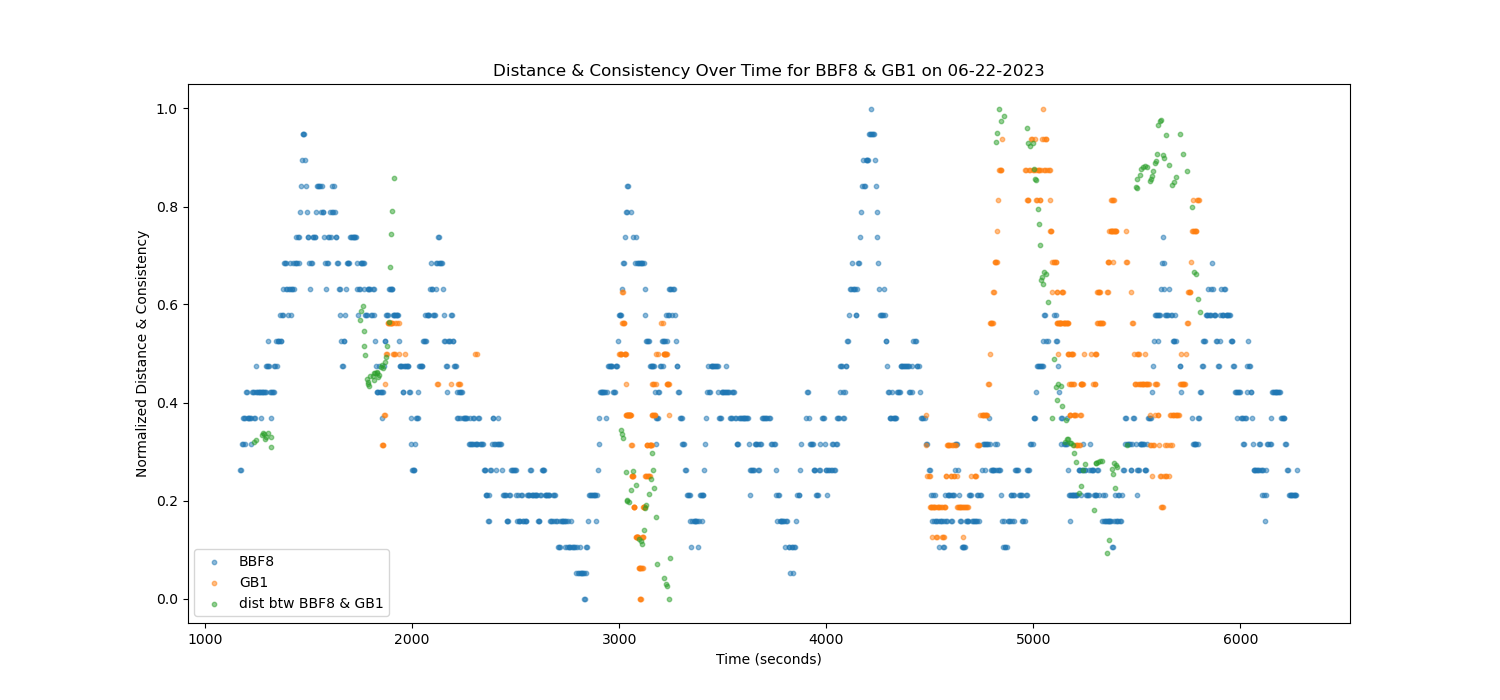 Distance & Consistency Over Time for BBF8 & GB1 on 06-22-2023
Normalized Distance & Consistency
1.0
0.8
0.6
0.4
0.2
0.0
BBF8
GB1
dist btw BBF8 & GB1
1000 2000 3000 4000 5000 6000
Time (seconds)